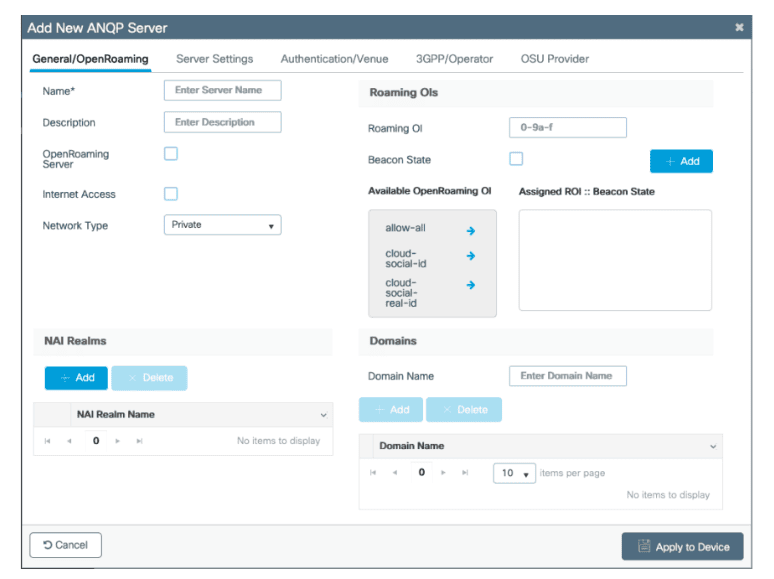 Add New ANQP Server
General/OpenRoaming
Server Settings
Authentication/Venue
3GPP/Operator
OSU Provider
Name*
Enter Server Name
Description
Enter Description
OpenRoaming
Server
Internet Access
Network Type
Private
Roaming OIs
Roaming OI
0-9a-f
Beacon State
+ Add
Available OpenRoaming OI
Assigned ROI :: Beacon State
allow-all
cloud-
social-id
cloud-
social-
real-id
NAI Realms
+ Add
× Delete
NAI Realm Name
0
No items to display
Domains
Domain Name
Enter Domain Name
+ Add
× Delete
Domain Name
0
10
items per page
No items to display
Cancel
Apply to Device